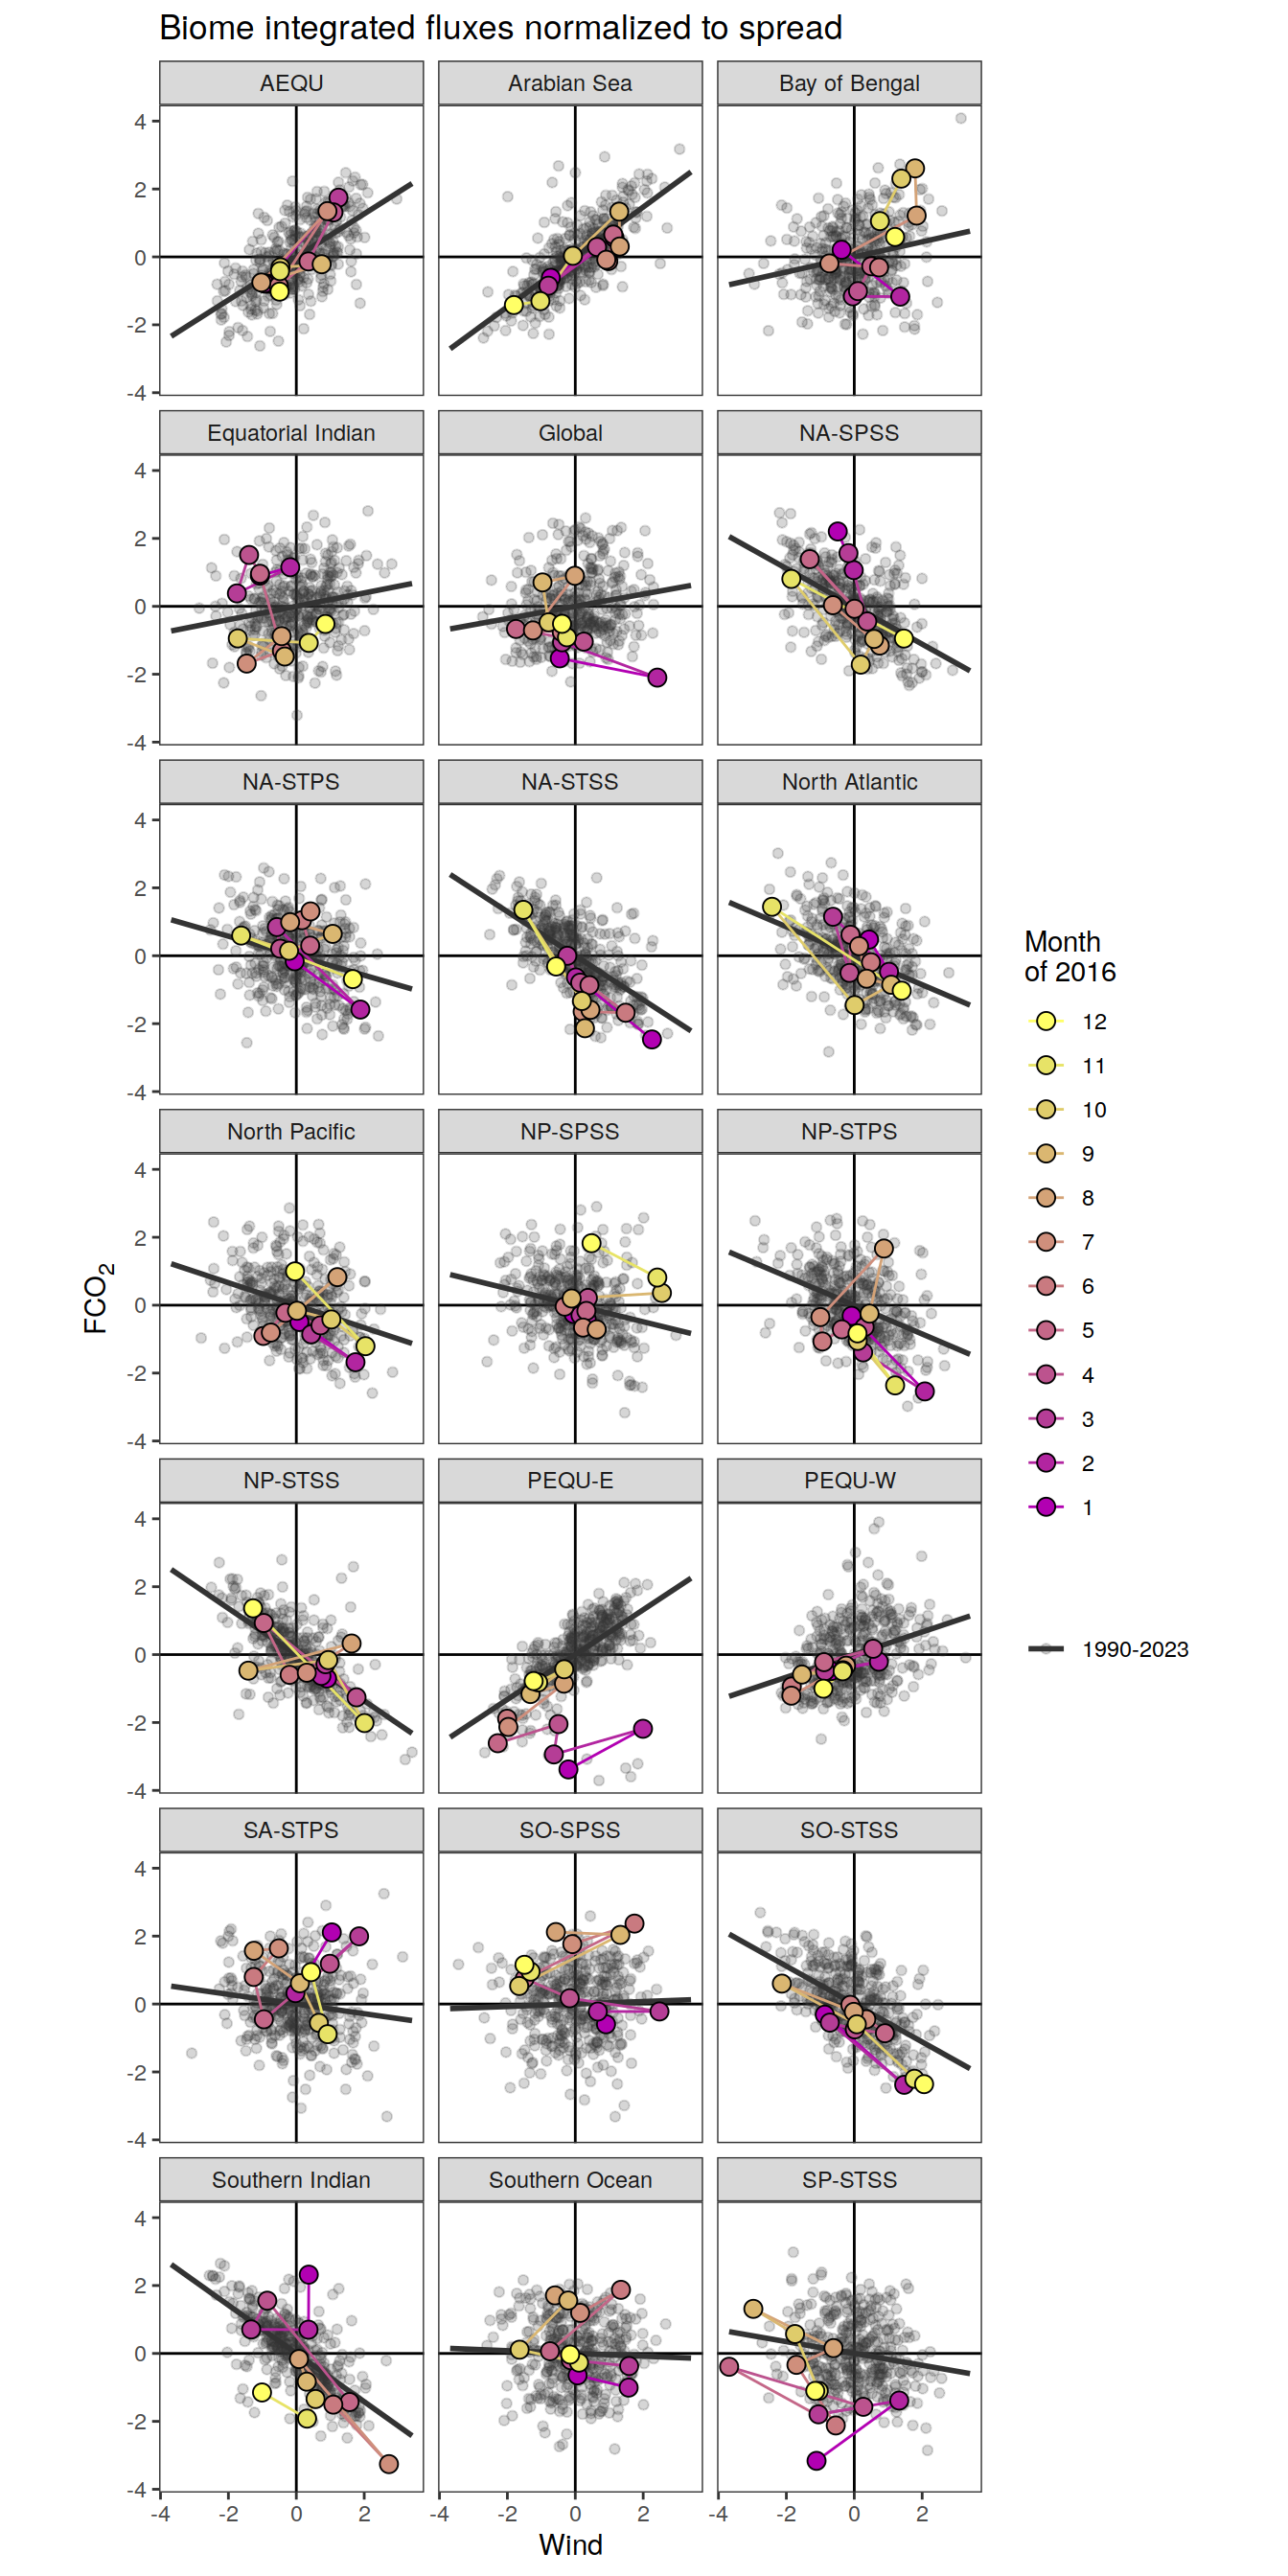 Biome integrated fluxes normalized to spread
AEQU
Arabian Sea
Bay of Bengal
4
2
0
-2
-4
Equatorial Indian
Global
NA-SPSS
4
2
0
-2
-4
NA-STPS
NA-STSS
North Atlantic
4
2
0
-2
-4
North Pacific
NP-SPSS
NP-STPS
4
2
0
-2
-4
NP-STSS
PEQU-E
PEQU-W
4
2
0
-2
-4
SA-STPS
SO-SPSS
SO-STSS
4
2
0
-2
-4
Southern Indian
Southern Ocean
SP-STSS
4
2
0
-2
-4
-4 -2 0 2
-4 -2 0 2
-4 -2 0 2
Wind
FCO2
Month
of 2016
12
11
10
9
8
7
6
5
4
3
2
1
1990-2023